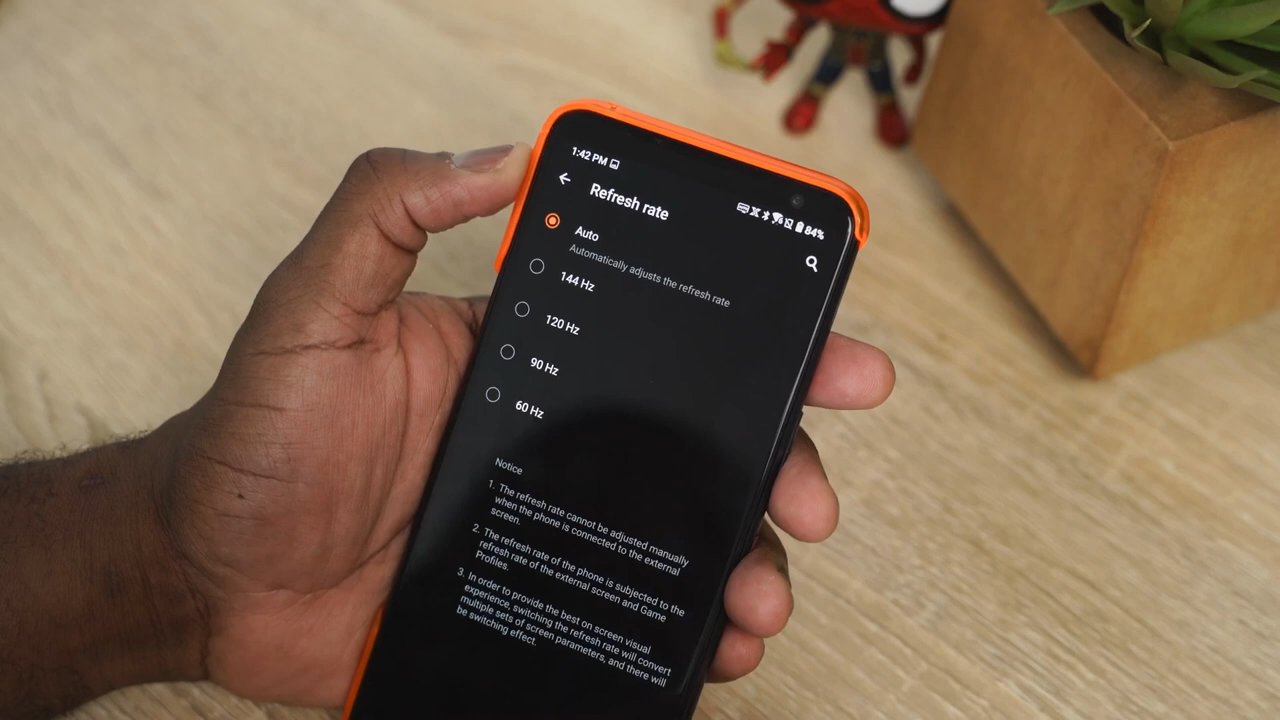 1:42 PM
84%
Refresh rate
Auto
Automatically adjusts the refresh rate
144 Hz
120 Hz
90 Hz
60 Hz
Notice
1. The refresh rate cannot be adjusted manually
when the phone is connected to the external
screen.
2. The refresh rate of the phone is subjected to the
refresh rate of the external screen and Game
Profiles.
3. In order to provide the best on screen visual
experience, switching the refresh rate will convert
multiple sets of screen parameters, and there will
be switching effect.